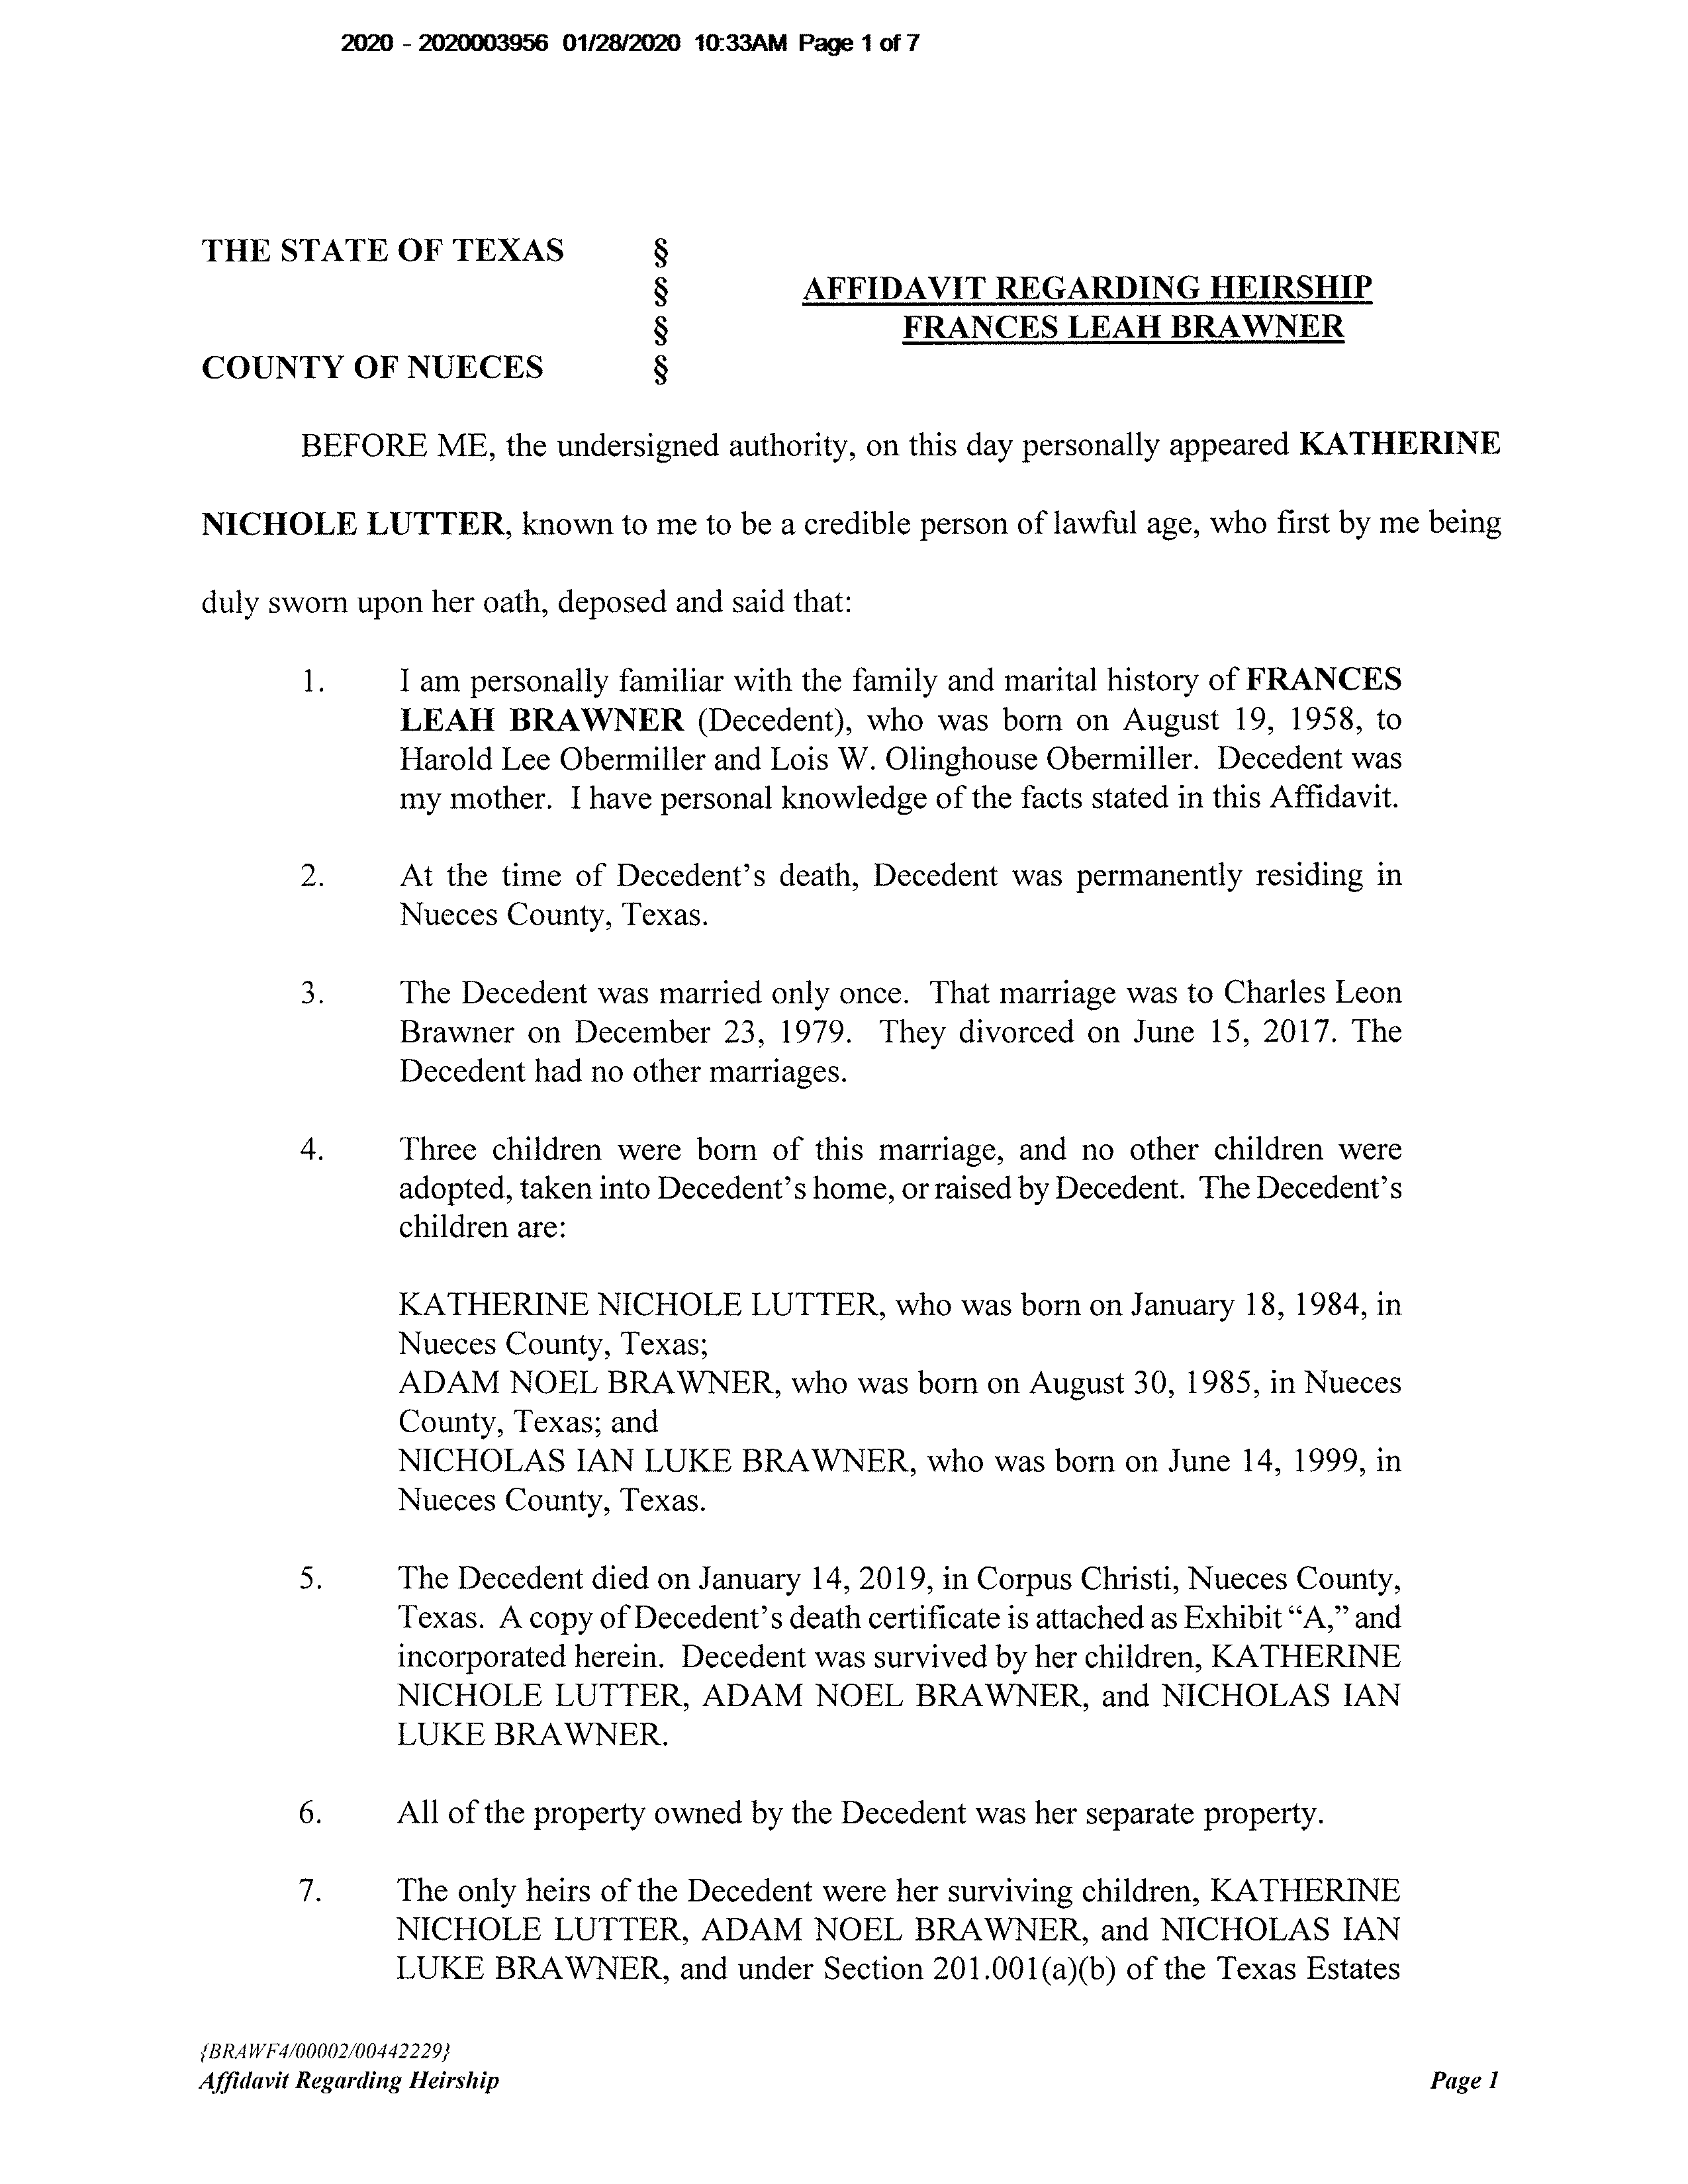 2020 - 2020003956 01/28/2020 10:33AM Page 1 of 7
THE STATE OF TEXAS §
§ AFFIDAVIT REGARDING HEIRSHIP
§ FRANCES LEAH BRAWNER
COUNTY OF NUECES §
BEFORE ME, the undersigned authority, on this day personally appeared KATHERINE
NICHOLE LUTTER, known to me to be a credible person of lawful age, who first by me being
duly sworn upon her oath, deposed and said that:
1. I am personally familiar with the family and marital history of FRANCES
LEAH BRAWNER (Decedent), who was born on August 19, 1958, to
Harold Lee Obermiller and Lois W. Olinghouse Obermiller. Decedent was
my mother. I have personal knowledge of the facts stated in this Affidavit.
2. At the time of Decedent's death, Decedent was permanently residing in
Nueces County, Texas.
3. The Decedent was married only once. That marriage was to Charles Leon
Brawner on December 23, 1979. They divorced on June 15, 2017. The
Decedent had no other marriages.
4. Three children were born of this marriage, and no other children were
adopted, taken into Decedent's home, or raised by Decedent. The Decedent's
children are:
KATHERINE NICHOLE LUTTER, who was born on January 18, 1984, in
Nueces County, Texas;
ADAM NOEL BRAWNER, who was born on August 30, 1985, in Nueces
County, Texas; and
NICHOLAS IAN LUKE BRAWNER, who was born on June 14, 1999, in
Nueces County, Texas.
5. The Decedent died on January 14, 2019, in Corpus Christi, Nueces County,
Texas. A copy of Decedent's death certificate is attached as Exhibit “A,” and
incorporated herein. Decedent was survived by her children, KATHERINE
NICHOLE LUTTER, ADAM NOEL BRAWNER, and NICHOLAS IAN
LUKE BRAWNER.
6. All of the property owned by the Decedent was her separate property.
7. The only heirs of the Decedent were her surviving children, KATHERINE
NICHOLE LUTTER, ADAM NOEL BRAWNER, and NICHOLAS IAN
LUKE BRAWNER, and under Section 201.001(a)(b) of the Texas Estates
{BRAWF4/00002/00442229}
Affidavit Regarding Heirship Page 1